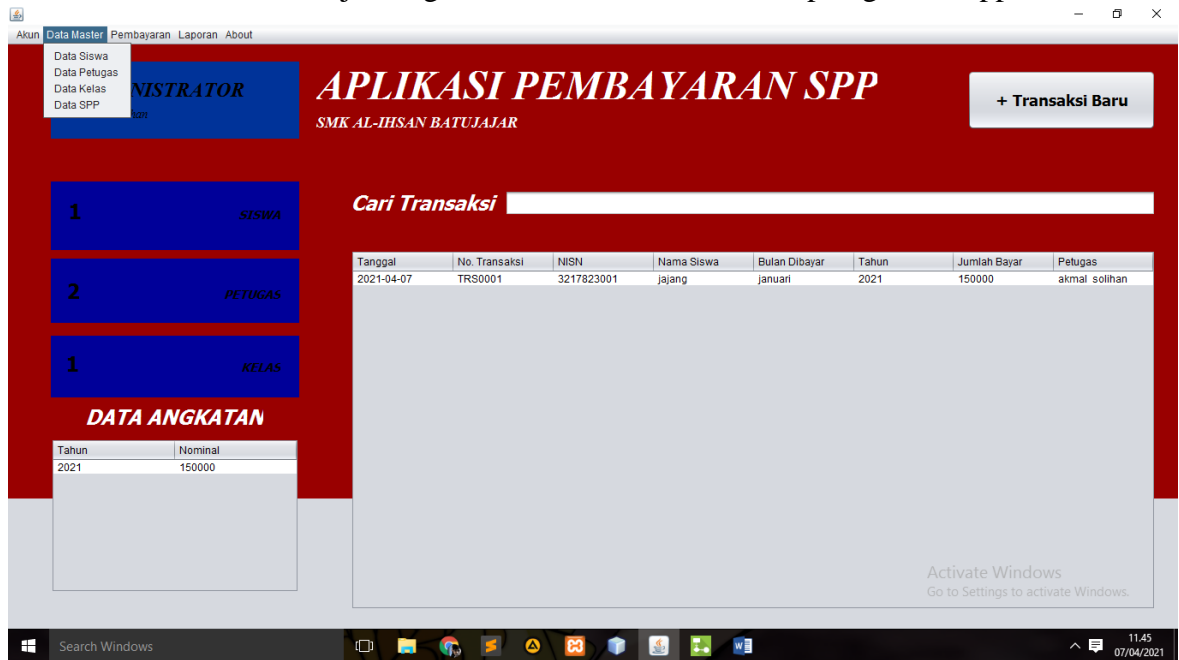 Akun Data Master Pembayaran Laporan About
Data Siswa
Data Petugas
Data Kelas
Data SPP
NISTRATOR
APLIKASI PEMBAYARAN SPP
SMK AL-IHSAN BATUJAJAR
+ Transaksi Baru
1 SISWA
2 PETUGAS
1 KELAS
Cari Transaksi
Tanggal No. Transaksi NISN Nama Siswa Bulan Dibayar Tahun Jumlah Bayar Petugas
2021-04-07 TRS0001 3217823001 jajang januari 2021 150000 akmal solihan
DATA ANGKATAN
Tahun Nominal
2021 150000
Activate Windows
Go to Settings to activate Windows.
Search Windows
11.45
07/04/2021